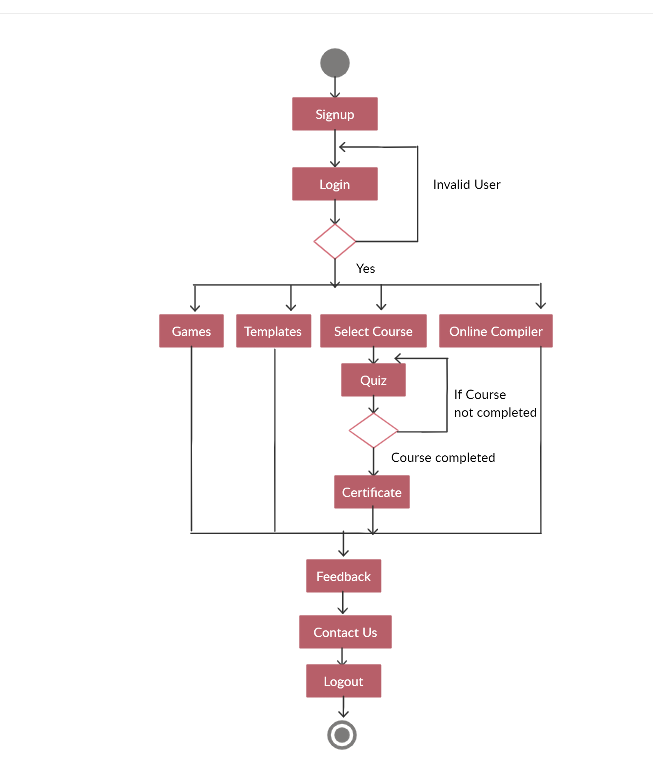 Signup
Login
Invalid User
Yes
Games
Templates
Select Course
Online Compiler
Quiz
If Course
not completed
Course completed
Certificate
Feedback
Contact Us
Logout